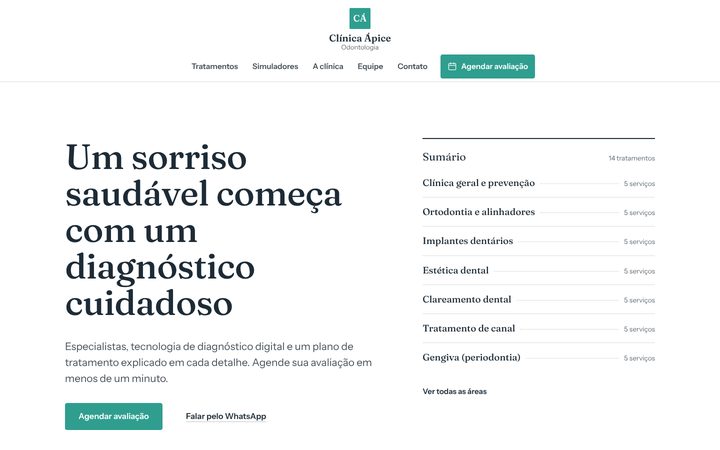 CÁ
Clínica Ápice
Odontologia
Tratamentos Simuladores A clínica Equipe Contato Agendar avaliação
Um sorriso
saudável começa
com um
diagnóstico
cuidadoso
Especialistas, tecnologia de diagnóstico digital e um plano de
tratamento explicado em cada detalhe. Agende sua avaliação em
menos de um minuto.
Agendar avaliação Falar pelo WhatsApp
Sumário 14 tratamentos
Clínica geral e prevenção 5 serviços
Ortodontia e alinhadores 5 serviços
Implantes dentários 5 serviços
Estética dental 5 serviços
Clareamento dental 5 serviços
Tratamento de canal 5 serviços
Gengiva (periodontia) 5 serviços
Ver todas as áreas